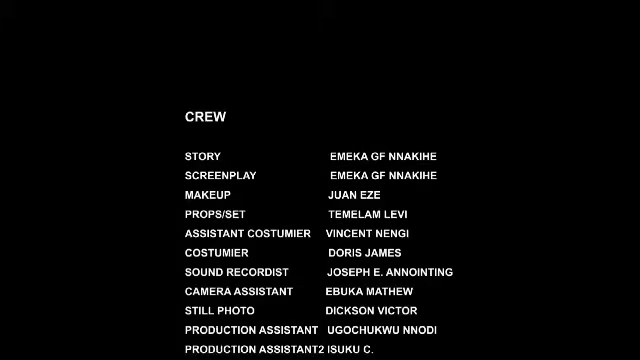 CREW
STORY EMEKA GF NNAKIHE
SCREENPLAY EMEKA GF NNAKIHE
MAKEUP JUAN EZE
PROPS/SET TEMELAM LEVI
ASSISTANT COSTUMIER VINCENT NENGI
COSTUMIER DORIS JAMES
SOUND RECORDIST JOSEPH E. ANNOINTING
CAMERA ASSISTANT EBUKA MATHEW
STILL PHOTO DICKSON VICTOR
PRODUCTION ASSISTANT UGOCHUKWU NNODI
PRODUCTION ASSISTANT2 ISUKU C.